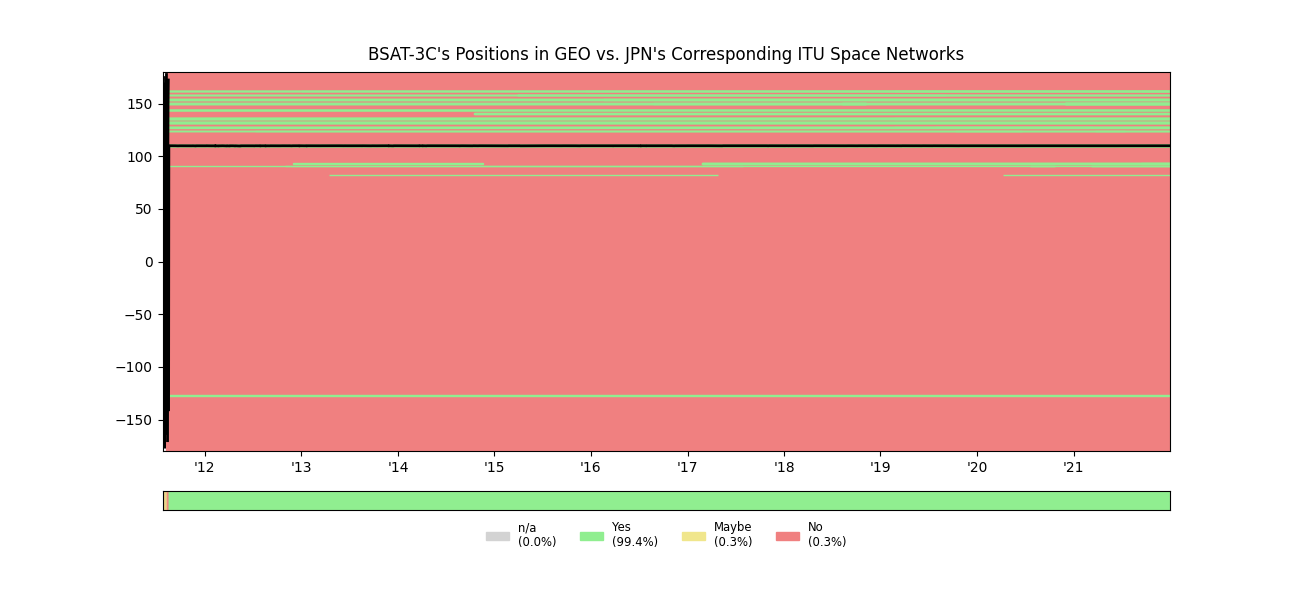 BSAT-3C's Positions in GEO vs. JPN's Corresponding ITU Space Networks
150
100
50
0
−50
−100
−150
'12 '13 '14 '15 '16 '17 '18 '19 '20 '21
n/a Yes Maybe No
(0.0%) (99.4%) (0.3%) (0.3%)